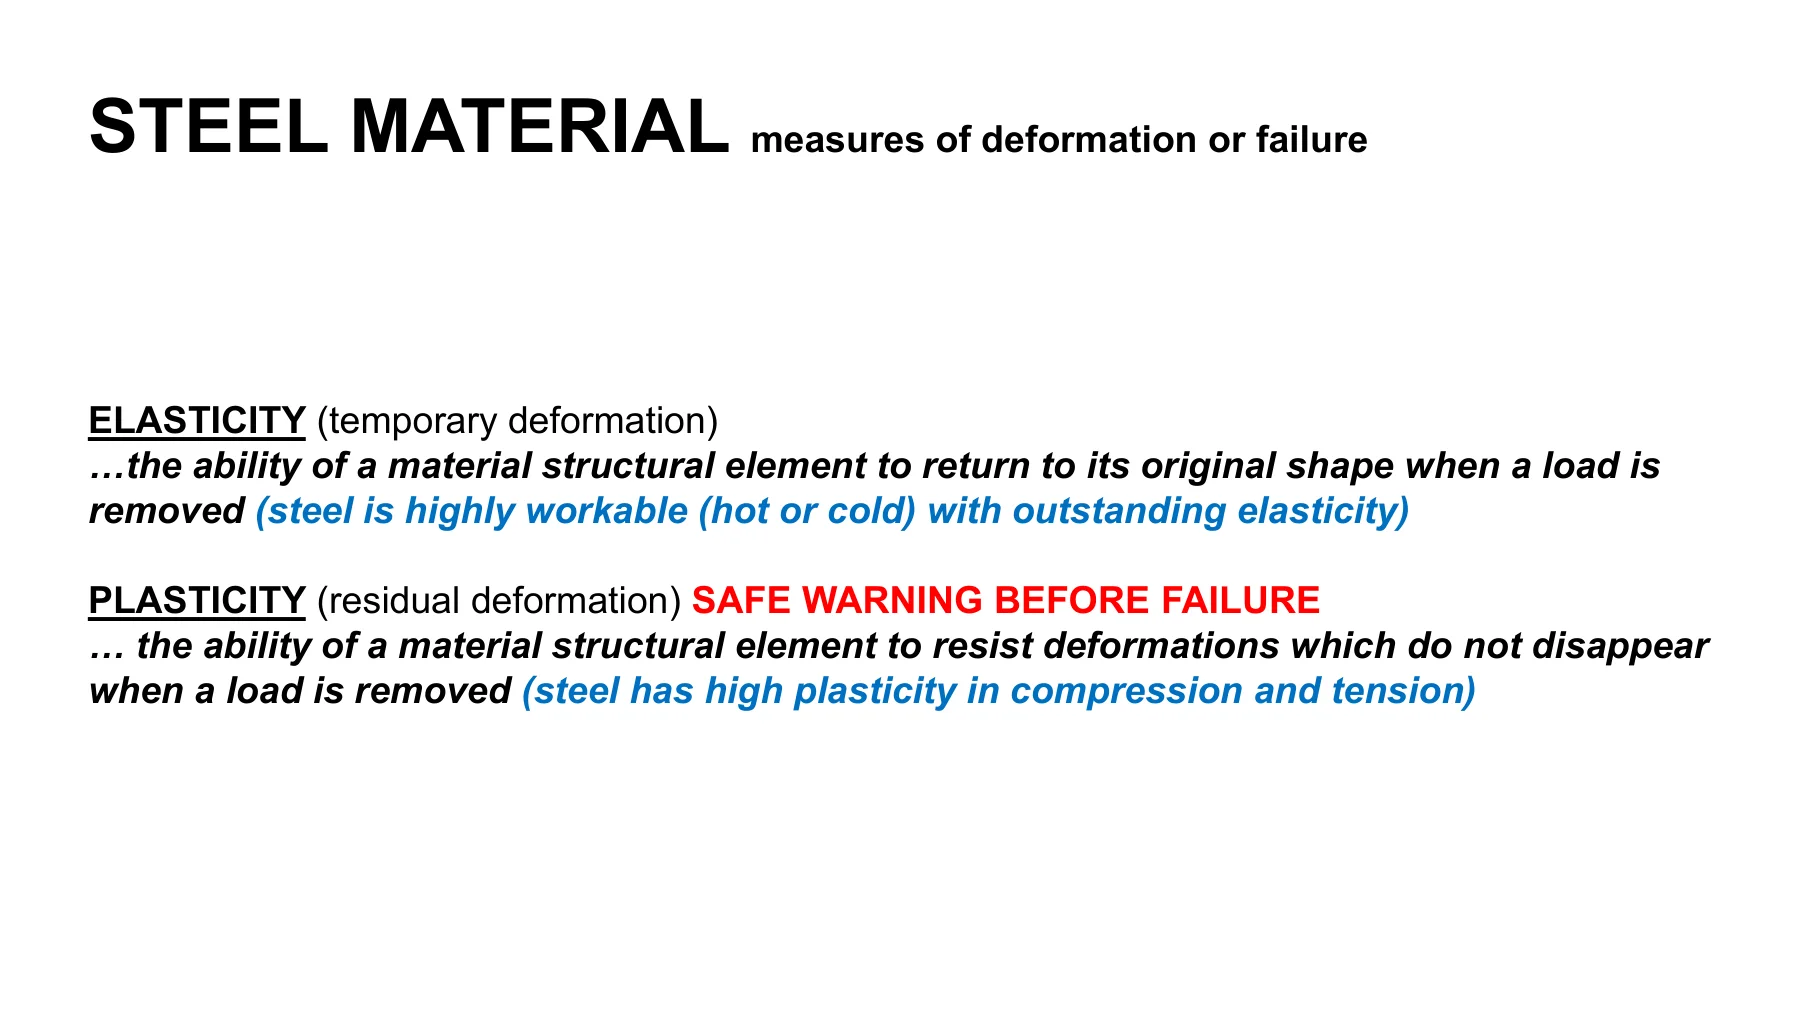 STEEL MATERIAL measures of deformation or failure
ELASTICITY (temporary deformation)
…the ability of a material structural element to return to its original shape when a load is
removed (steel is highly workable (hot or cold) with outstanding elasticity)
PLASTICITY (residual deformation) SAFE WARNING BEFORE FAILURE
… the ability of a material structural element to resist deformations which do not disappear
when a load is removed (steel has high plasticity in compression and tension)